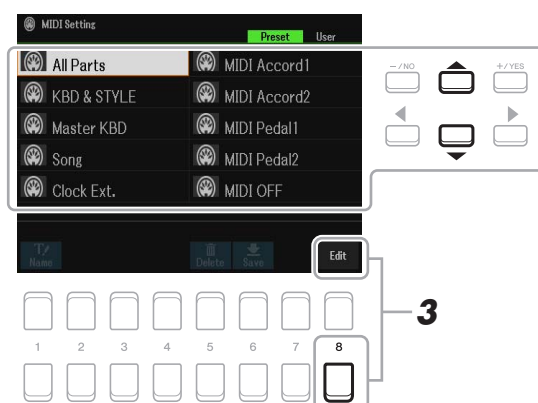 MIDI Setting
Preset User
All Parts MIDI Accord1
KBD & STYLE MIDI Accord2
Master KBD MIDI Pedal1
Song MIDI Pedal2
Clock Ext. MIDI OFF
−/NO +/YES
Name Delete Save Edit
3
1 2 3 4 5 6 7 8